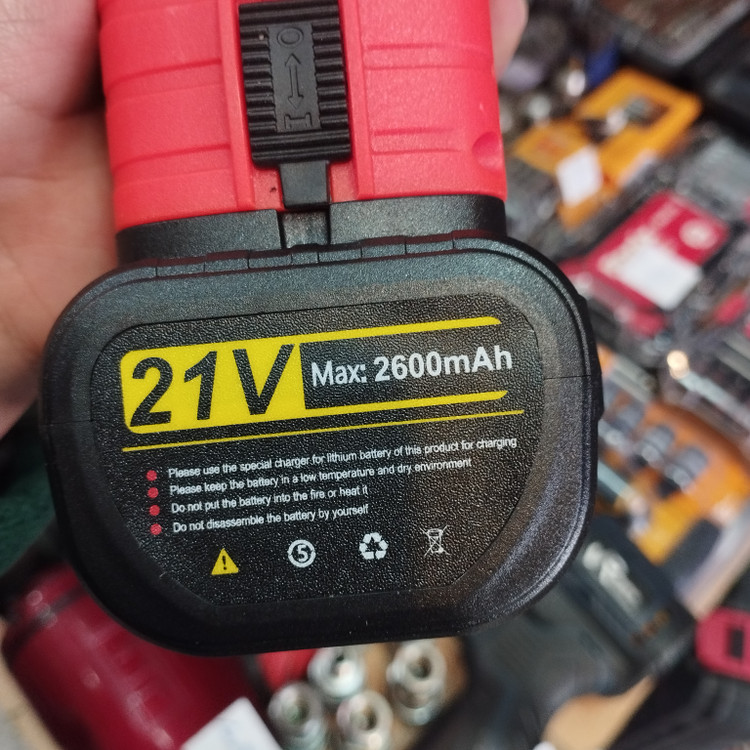 21V Max: 2600mAh
Please use the special charger for lithium battery of this product for charging
Please keep the battery in a low temperature and dry environment
Do not put the battery into the fire or heat it
Do not disassemble the battery by yourself
5